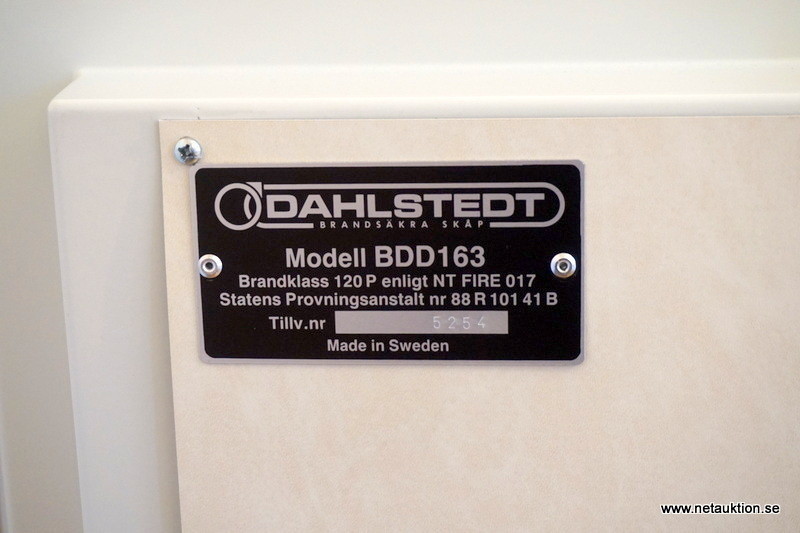 DAHLSTEDT
BRANDSÄKRA SKÅP
Modell BDD163
Brandklass 120 P enligt NT FIRE 017
Statens Provningsanstalt nr 88 R 101 41 B
Tillv.nr 5254
Made in Sweden
www.netauktion.se